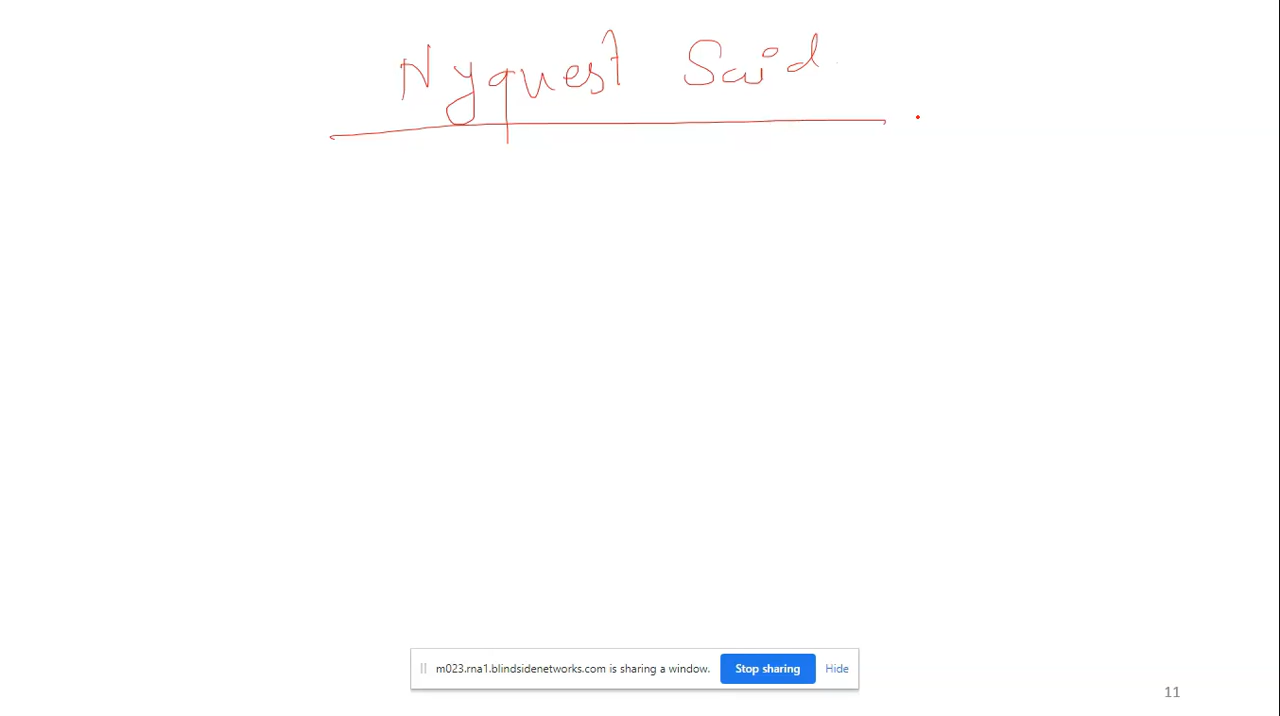 Nyquest Said
m023.rna1.blindsidenetworks.com is sharing a window. Stop sharing Hide
11